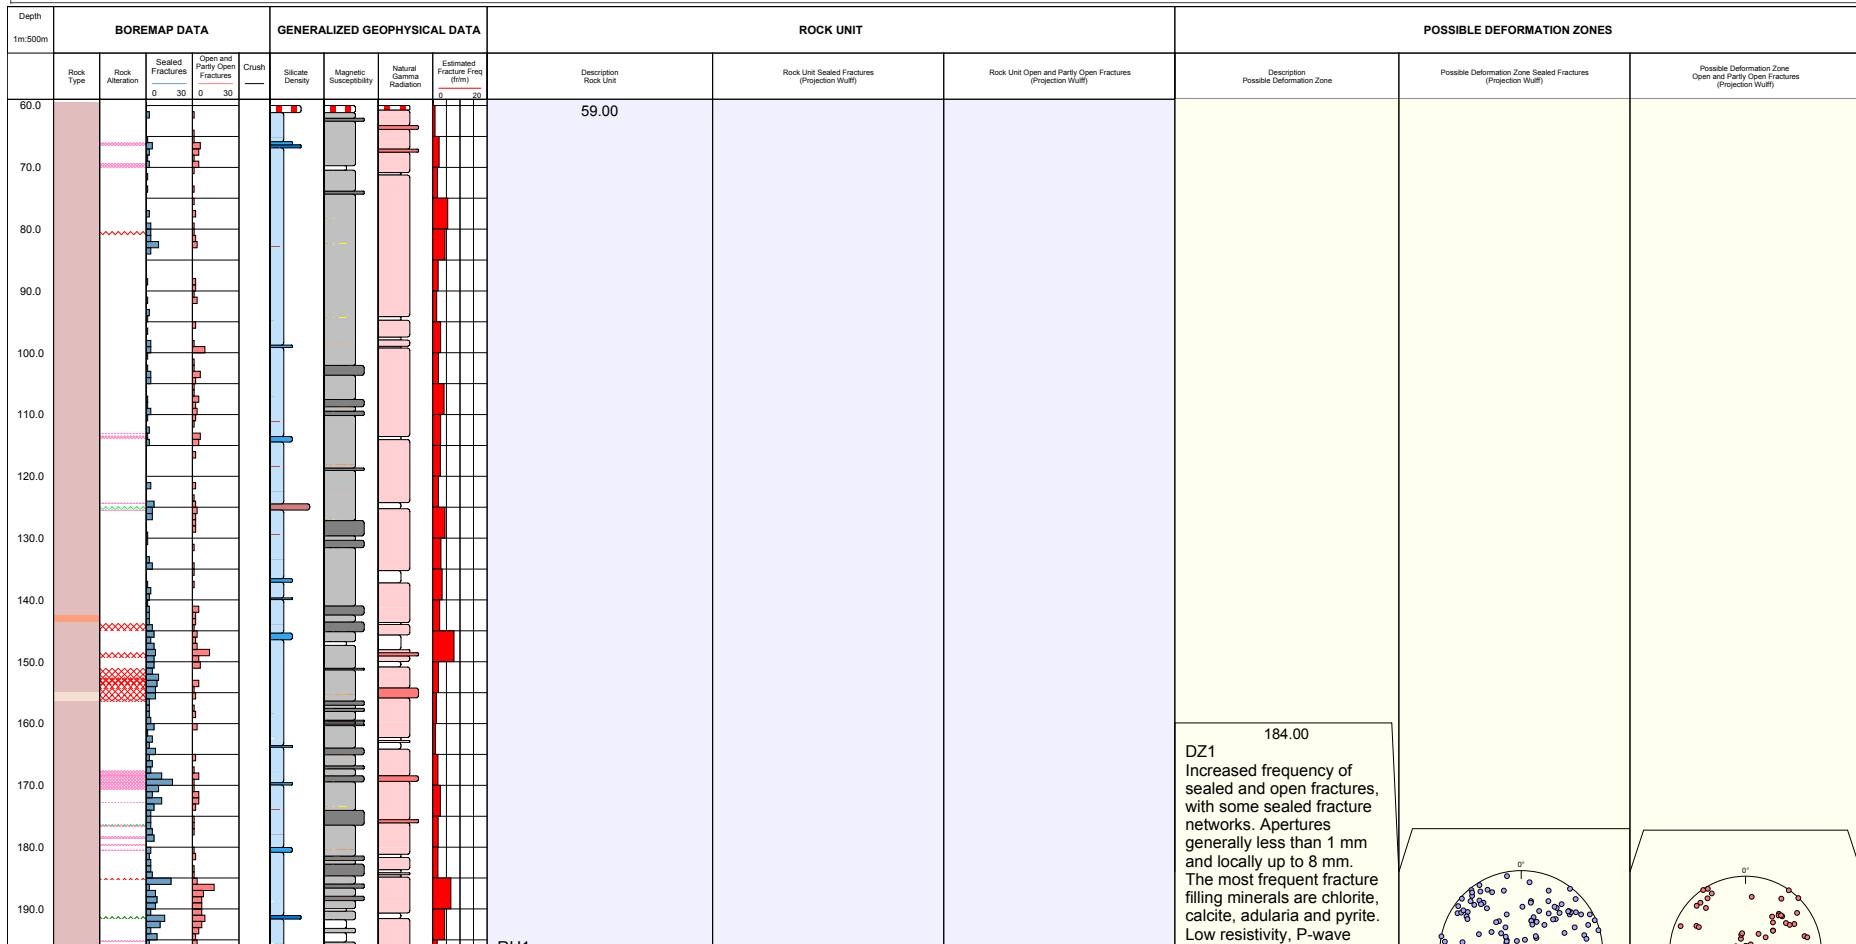 Depth
1m:500m
BOREMAP DATA
GENERALIZED GEOPHYSICAL DATA
ROCK UNIT
POSSIBLE DEFORMATION ZONES
Rock
Type
Rock
Alteration
Sealed
Fractures
0 30
Open and
Partly Open
Fractures
0 30
Crush
Silicate
Density
Magnetic
Susceptibility
Natural
Gamma
Radiation
Estimated
Fracture Freq
(fr/m)
0 20
Description
Rock Unit
Rock Unit Sealed Fractures
(Projection Wulff)
Rock Unit Open and Partly Open Fractures
(Projection Wulff)
Description
Possible Deformation Zone
Possible Deformation Zone Sealed Fractures
(Projection Wulff)
Possible Deformation Zone
Open and Partly Open Fractures
(Projection Wulff)
60.0
70.0
80.0
90.0
100.0
110.0
120.0
130.0
140.0
150.0
160.0
170.0
180.0
190.0
59.00
184.00
DZ1
Increased frequency of
sealed and open fractures,
with some sealed fracture
networks. Apertures
generally less than 1 mm
and locally up to 8 mm.
The most frequent fracture
filling minerals are chlorite,
calcite, adularia and pyrite.
Low resistivity, P-wave
0°
0°